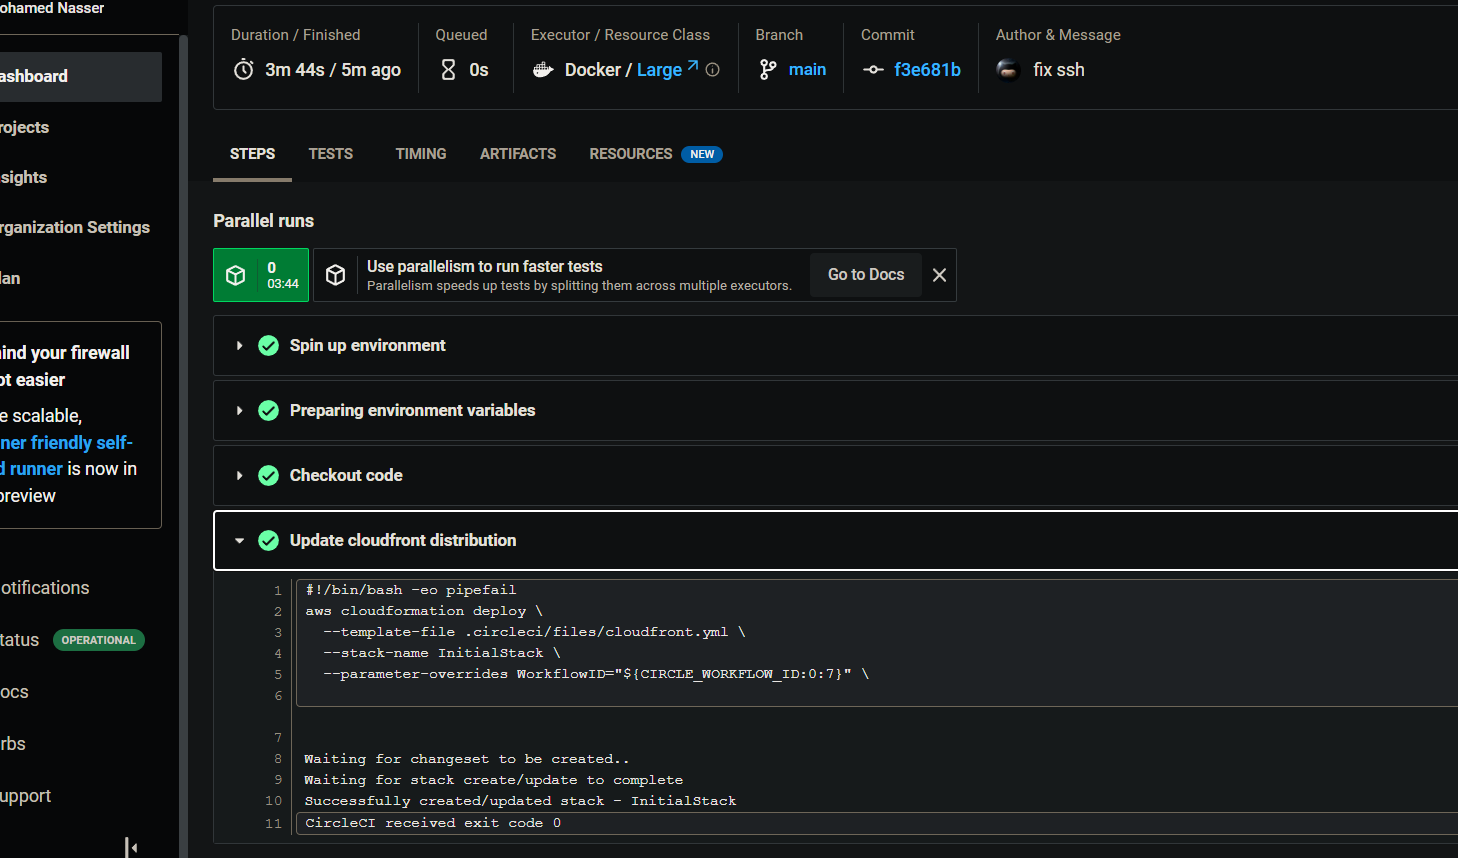 ohamed Nasser
ashboard
rojects
sights
rganization Settings
lan
ind your firewall
ot easier
e scalable,
ner friendly self-
d runner is now in
preview
otifications
tatus OPERATIONAL
ocs
rbs
upport
Duration / Finished
3m 44s / 5m ago
Queued
0s
Executor / Resource Class
Docker / Large
Branch
main
Commit
f3e681b
Author & Message
fix ssh
STEPS TESTS TIMING ARTIFACTS RESOURCES NEW
Parallel runs
0
03:44
Use parallelism to run faster tests
Parallelism speeds up tests by splitting them across multiple executors.
Go to Docs
Spin up environment
Preparing environment variables
Checkout code
Update cloudfront distribution
1 #!/bin/bash -eo pipefail
2 aws cloudformation deploy \
3 --template-file .circleci/files/cloudfront.yml \
4 --stack-name InitialStack \
5 --parameter-overrides WorkflowID="${CIRCLE_WORKFLOW_ID:0:7}" \
6
7
8 Waiting for changeset to be created..
9 Waiting for stack create/update to complete
10 Successfully created/updated stack - InitialStack
11 CircleCI received exit code 0